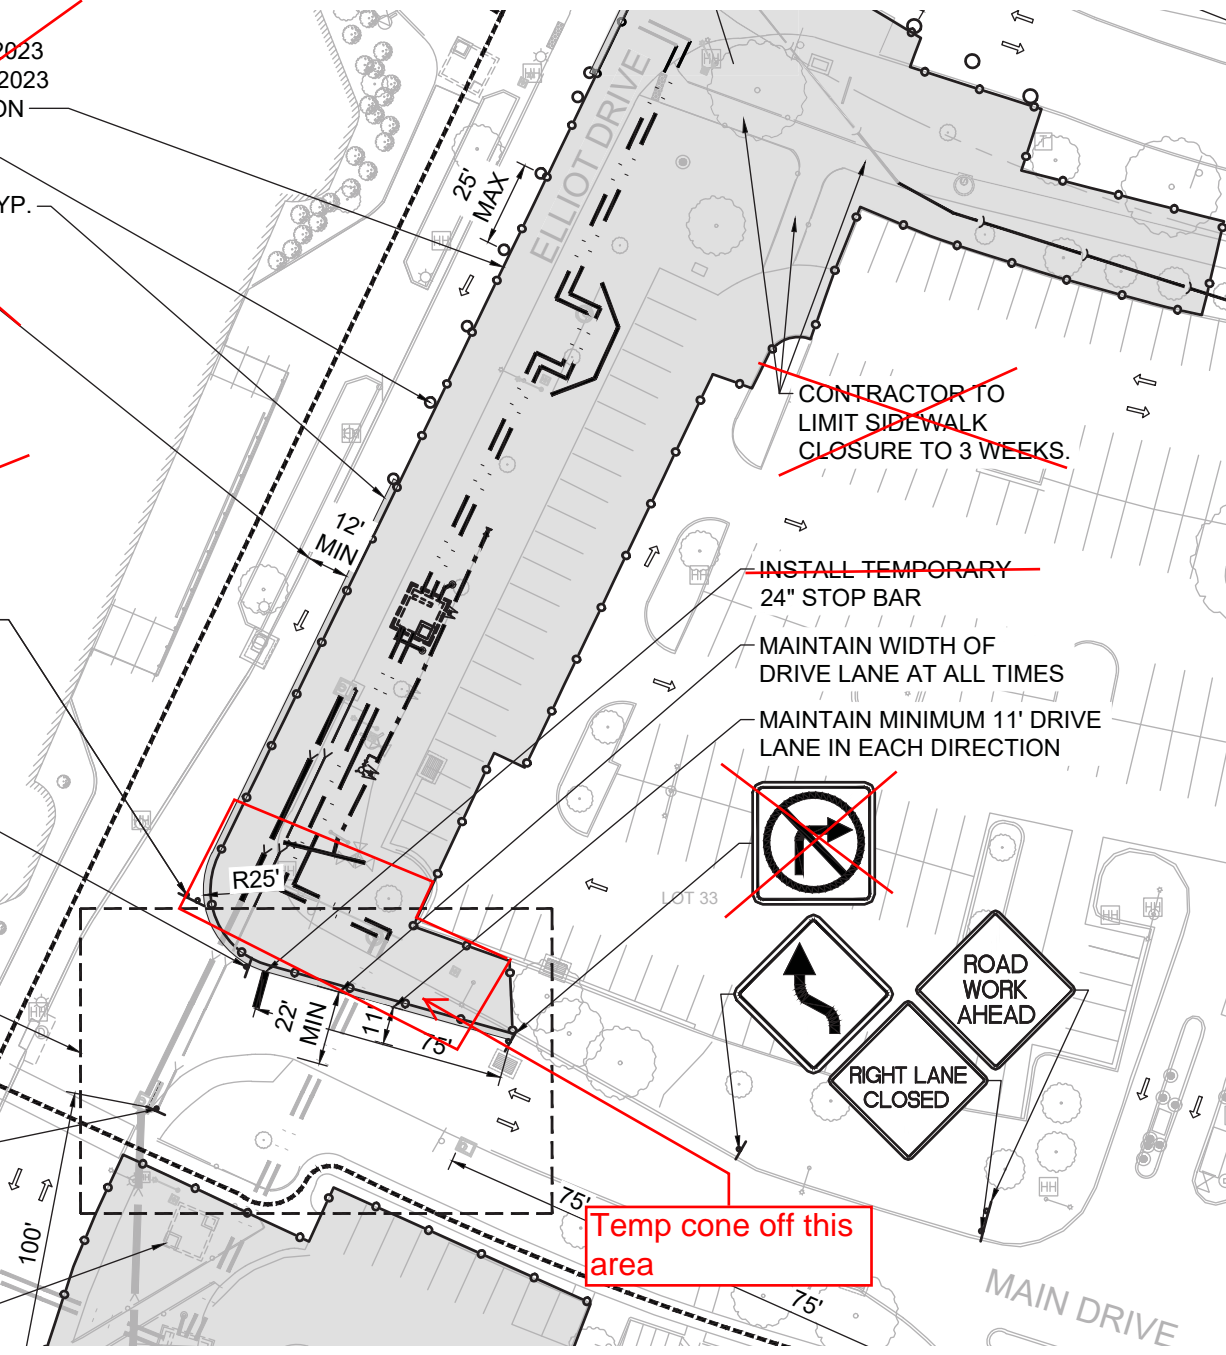 2023
2023
ON
YP.
25'
MAX
ELLIOT DRIVE
CONTRACTOR TO
LIMIT SIDEWALK
CLOSURE TO 3 WEEKS.
12'
MIN
INSTALL TEMPORARY
24" STOP BAR
MAINTAIN WIDTH OF
DRIVE LANE AT ALL TIMES
MAINTAIN MINIMUM 11' DRIVE
LANE IN EACH DIRECTION
R25'
LOT 33
ROAD
WORK
AHEAD
RIGHT LANE
CLOSED
22'
MIN
11'
75'
75'
Temp cone off this
area
100'
75'
MAIN DRIVE